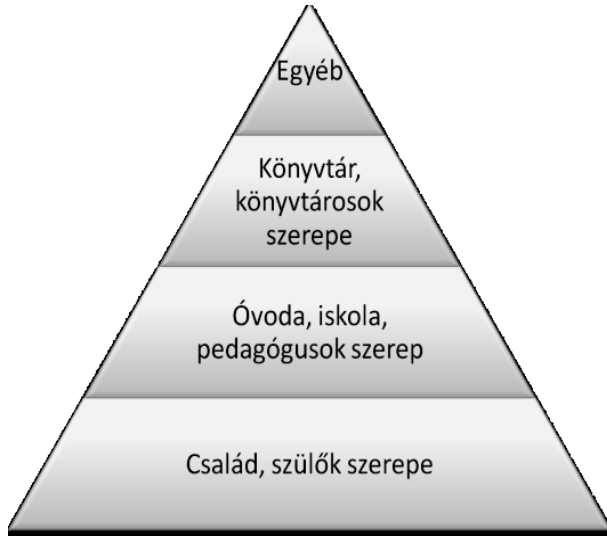 Egyéb
Könyvtár,
könyvtárosok
szerepe
Óvoda, iskola,
pedagógusok szerep
Család, szülők szerepe